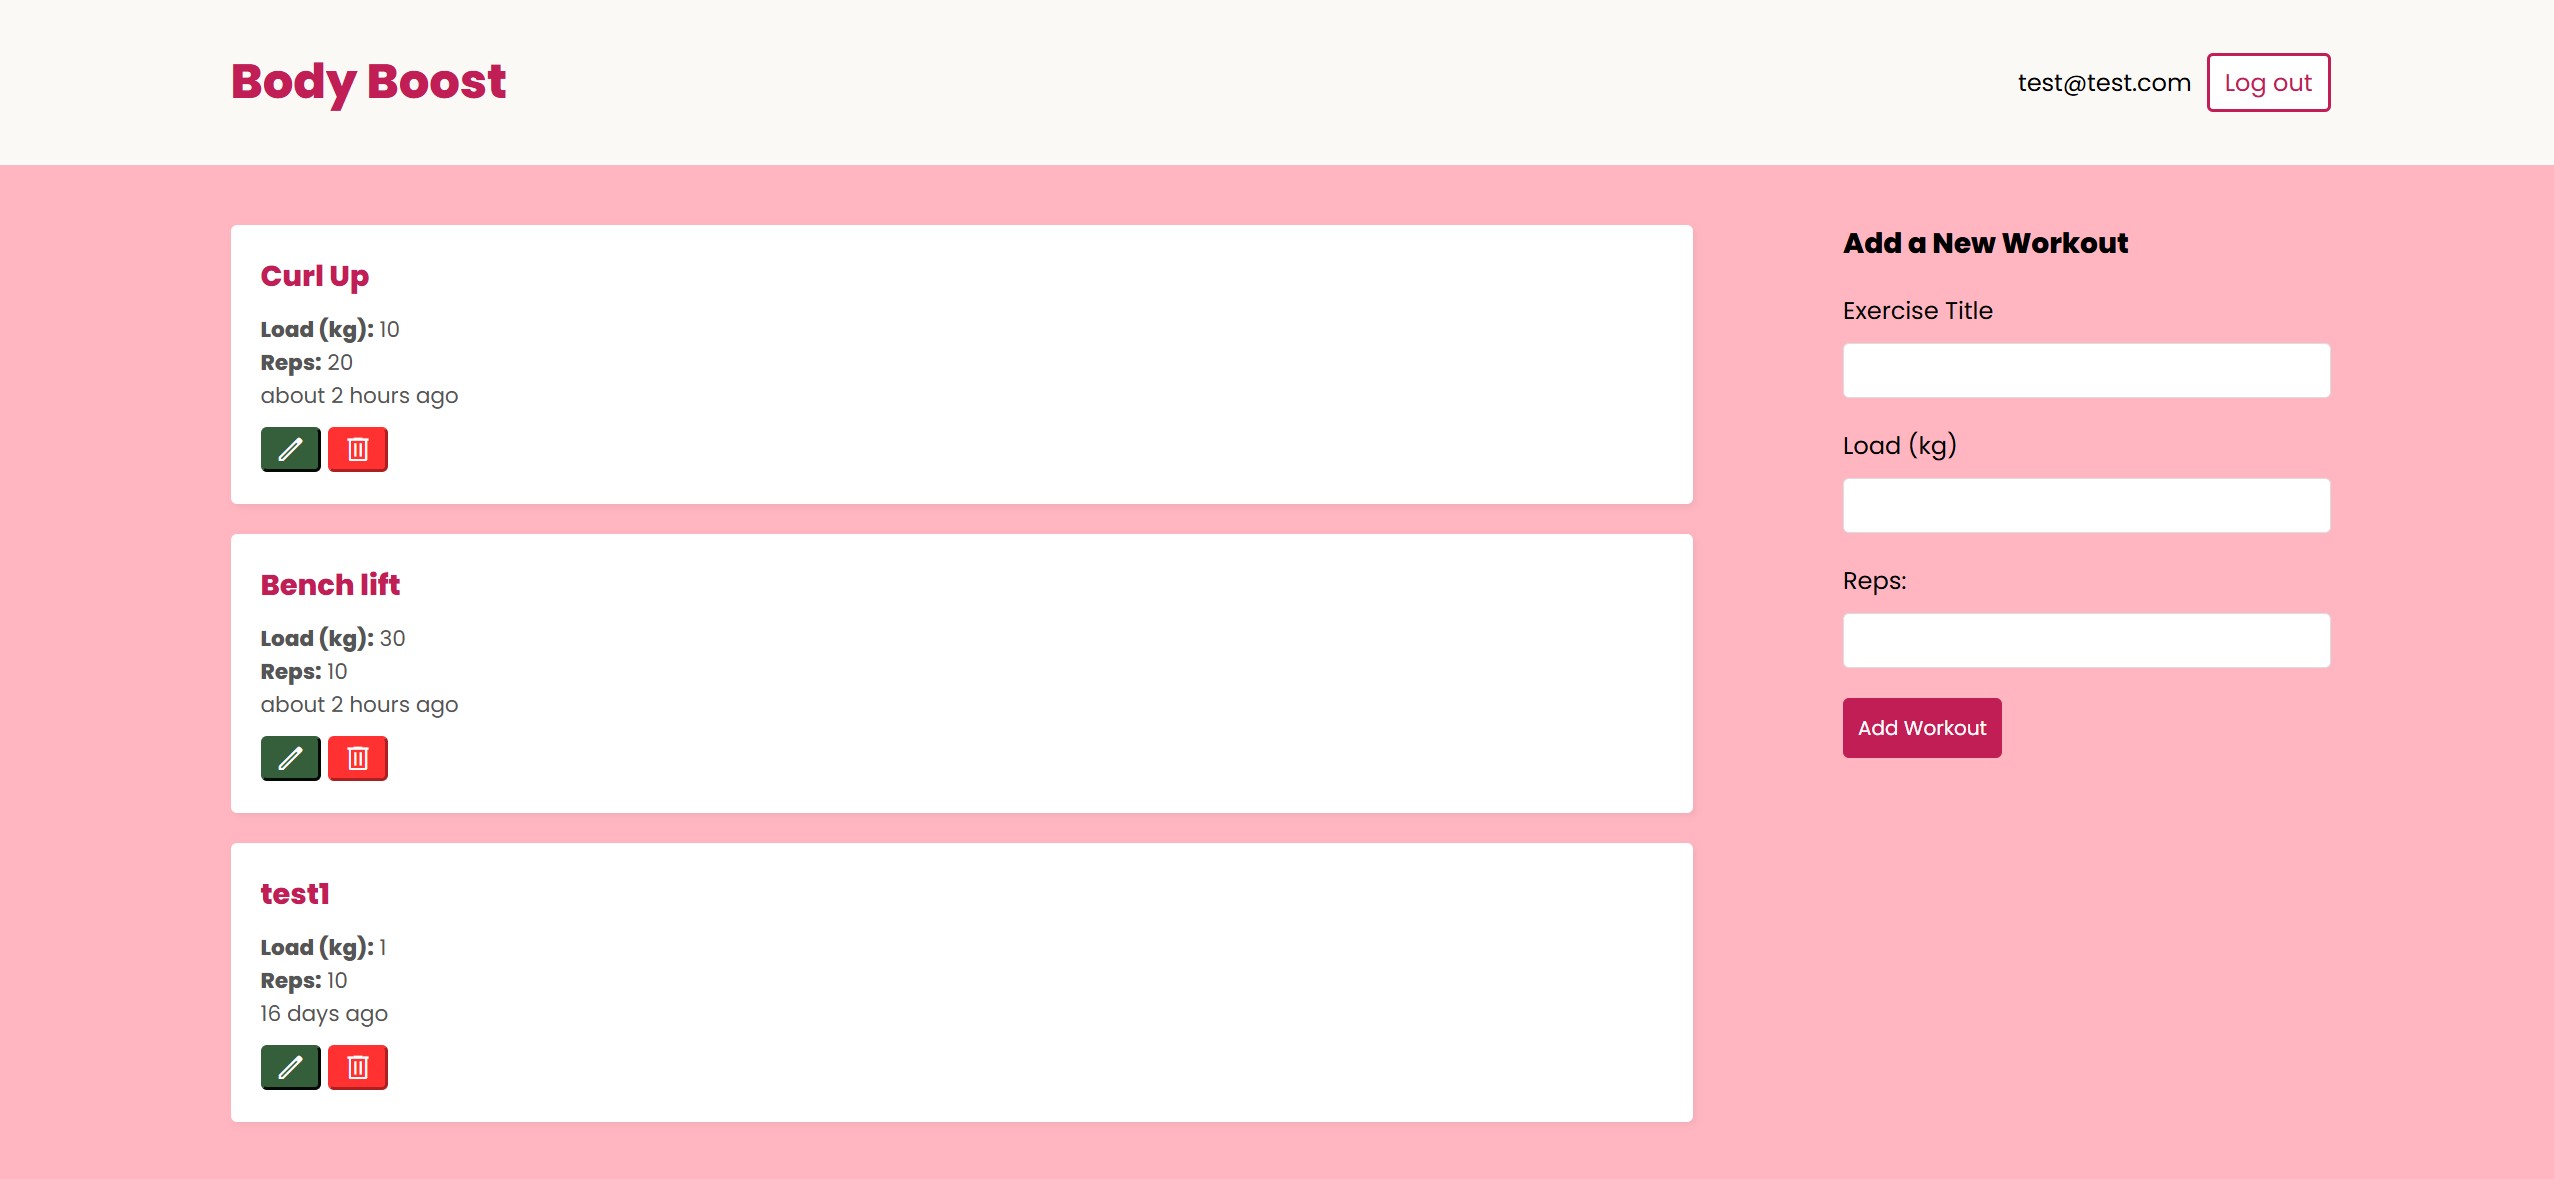 Body Boost
test@test.com
Log out
Curl Up
Load (kg): 10
Reps: 20
about 2 hours ago
Bench lift
Load (kg): 30
Reps: 10
about 2 hours ago
test1
Load (kg): 1
Reps: 10
16 days ago
Add a New Workout
Exercise Title
Load (kg)
Reps:
Add Workout